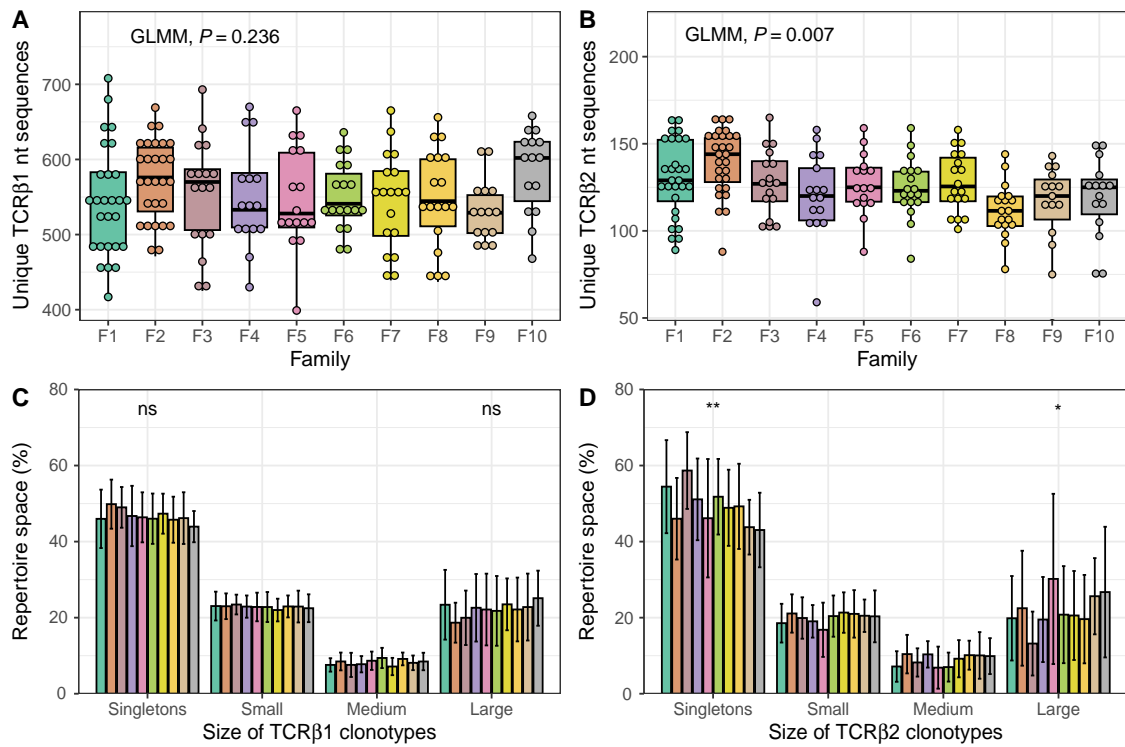 A
GLMM, P = 0.236
Unique TCRβ1 nt sequences
700
600
500
400
F1 F2 F3 F4 F5 F6 F7 F8 F9 F10
Family
B
GLMM, P = 0.007
Unique TCRβ2 nt sequences
200
150
100
50
F1 F2 F3 F4 F5 F6 F7 F8 F9 F10
Family
C
ns ns
Repertoire space (%)
80
60
40
20
0
Singletons Small Medium Large
Size of TCRβ1 clonotypes
D
** *
Repertoire space (%)
80
60
40
20
0
Singletons Small Medium Large
Size of TCRβ2 clonotypes